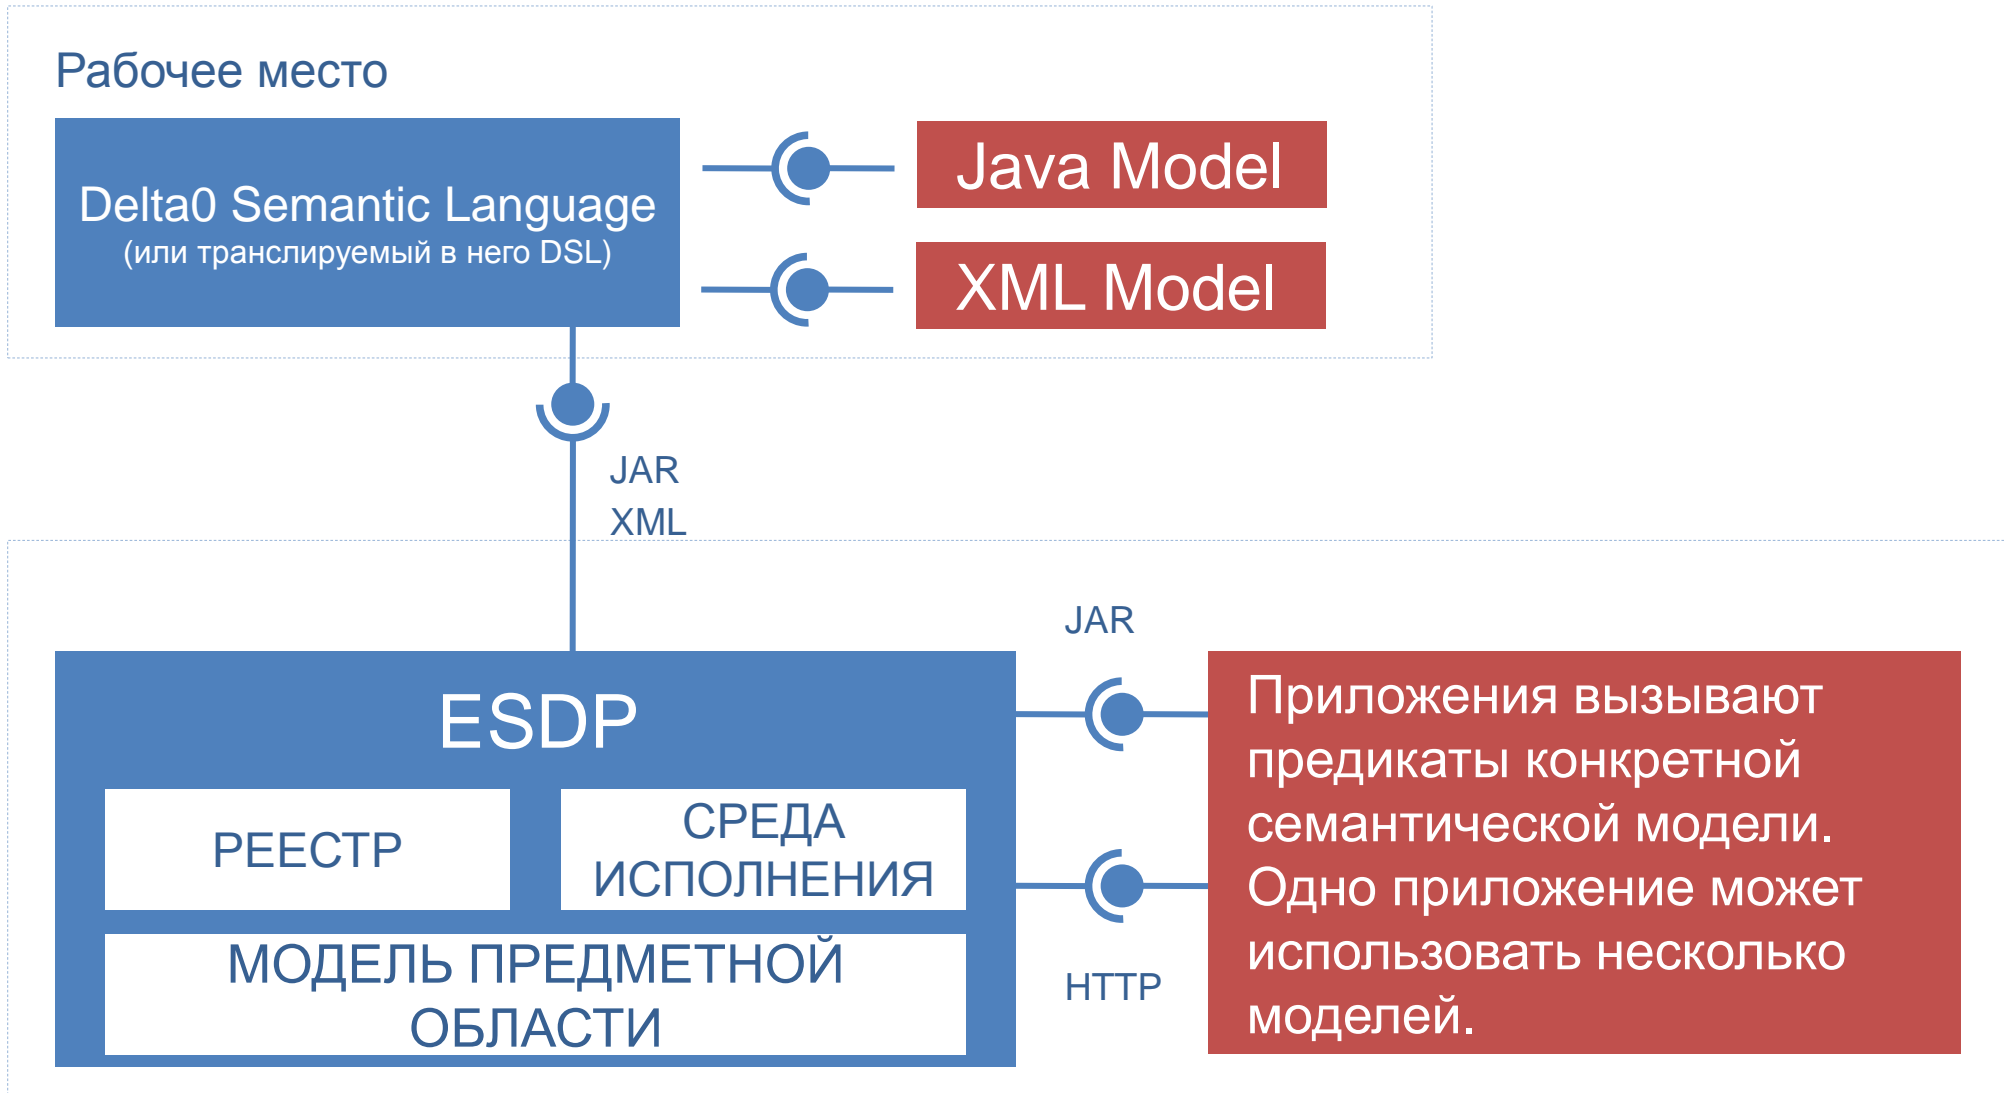 Рабочее место
Delta0 Semantic Language
(или транслируемый в него DSL)
Java Model
XML Model
JAR
XML
JAR
ESDP
РЕЕСТР
СРЕДА
ИСПОЛНЕНИЯ
МОДЕЛЬ ПРЕДМЕТНОЙ
ОБЛАСТИ
HTTP
Приложения вызывают
предикаты конкретной
семантической модели.
Одно приложение может
использовать несколько
моделей.